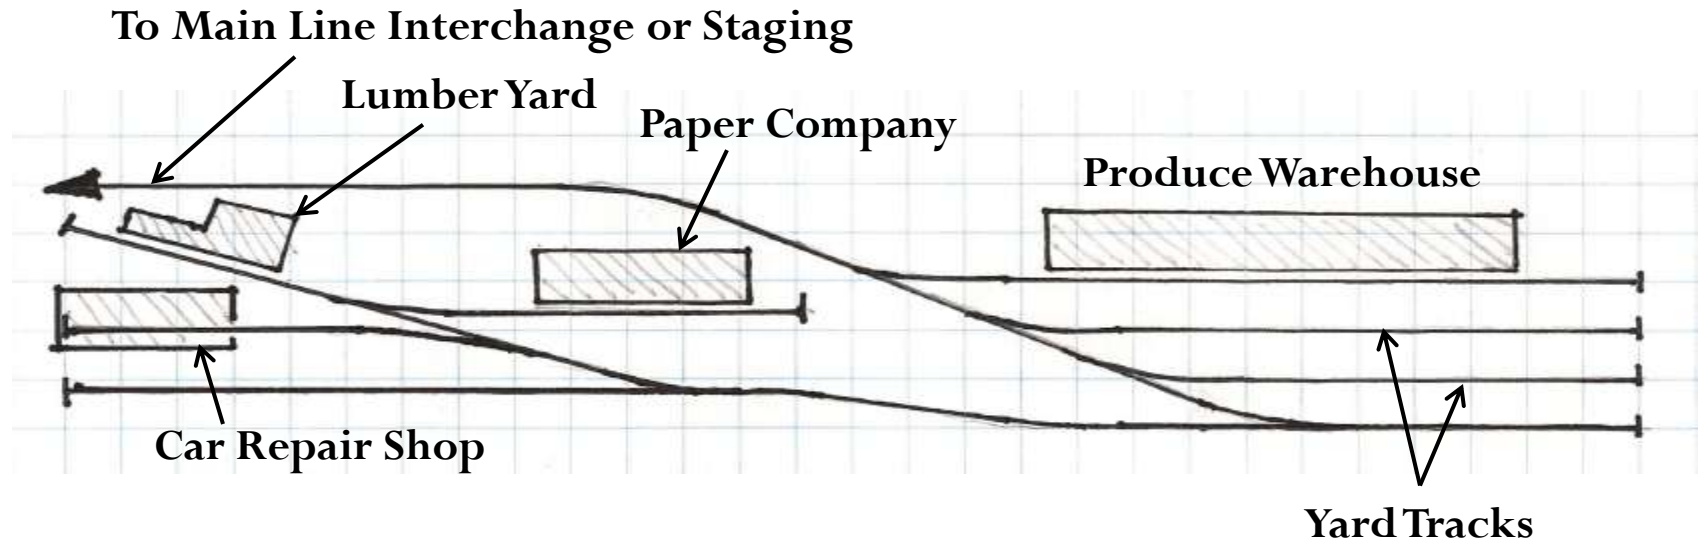 To Main Line Interchange or Staging
Lumber Yard
Paper Company
Produce Warehouse
Car Repair Shop
Yard Tracks